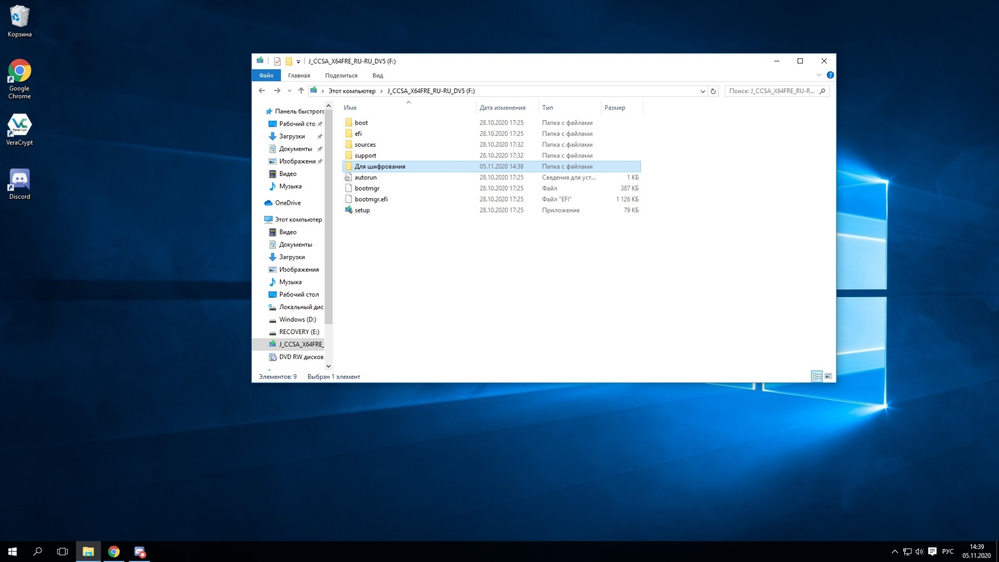 Корзина
Google
Chrome
VeraCrypt
VeraCrypt
Discord
J_CCSA_X64FRE_RU-RU_DV5 (F:)
Файл
Главная
Поделиться
Вид
Этот компьютер
J_CCSA_X64FRE_RU-RU_DV5 (F:)
Поиск: J_CCSA_X64FRE_RU-R...
Имя
Дата изменения
Тип
Размер
boot 28.10.2020 17:25 Папка с файлами
efi 28.10.2020 17:25 Папка с файлами
sources 28.10.2020 17:32 Папка с файлами
support 28.10.2020 17:32 Папка с файлами
Для шифрования 05.11.2020 14:38 Папка с файлами
autorun 28.10.2020 17:25 Сведения для уст... 1 КБ
bootmgr 28.10.2020 17:25 Файл 387 КБ
bootmgr.efi 28.10.2020 17:25 Файл "EFI" 1 126 КБ
setup 28.10.2020 17:25 Приложение 79 КБ
Панель быстрого
Рабочий сто.
Загрузки
Документы
Изображени
Видео
Музыка
OneDrive
Этот компьютер
Видео
Документы
Загрузки
Изображения
Музыка
Рабочий стол
Локальный дис
Windows (D:)
RECOVERY (E:)
J_CCSA_X64FRE_
DVD RW дисков
Элементов: 9
Выбран 1 элемент
РУС
14:39
05.11.2020